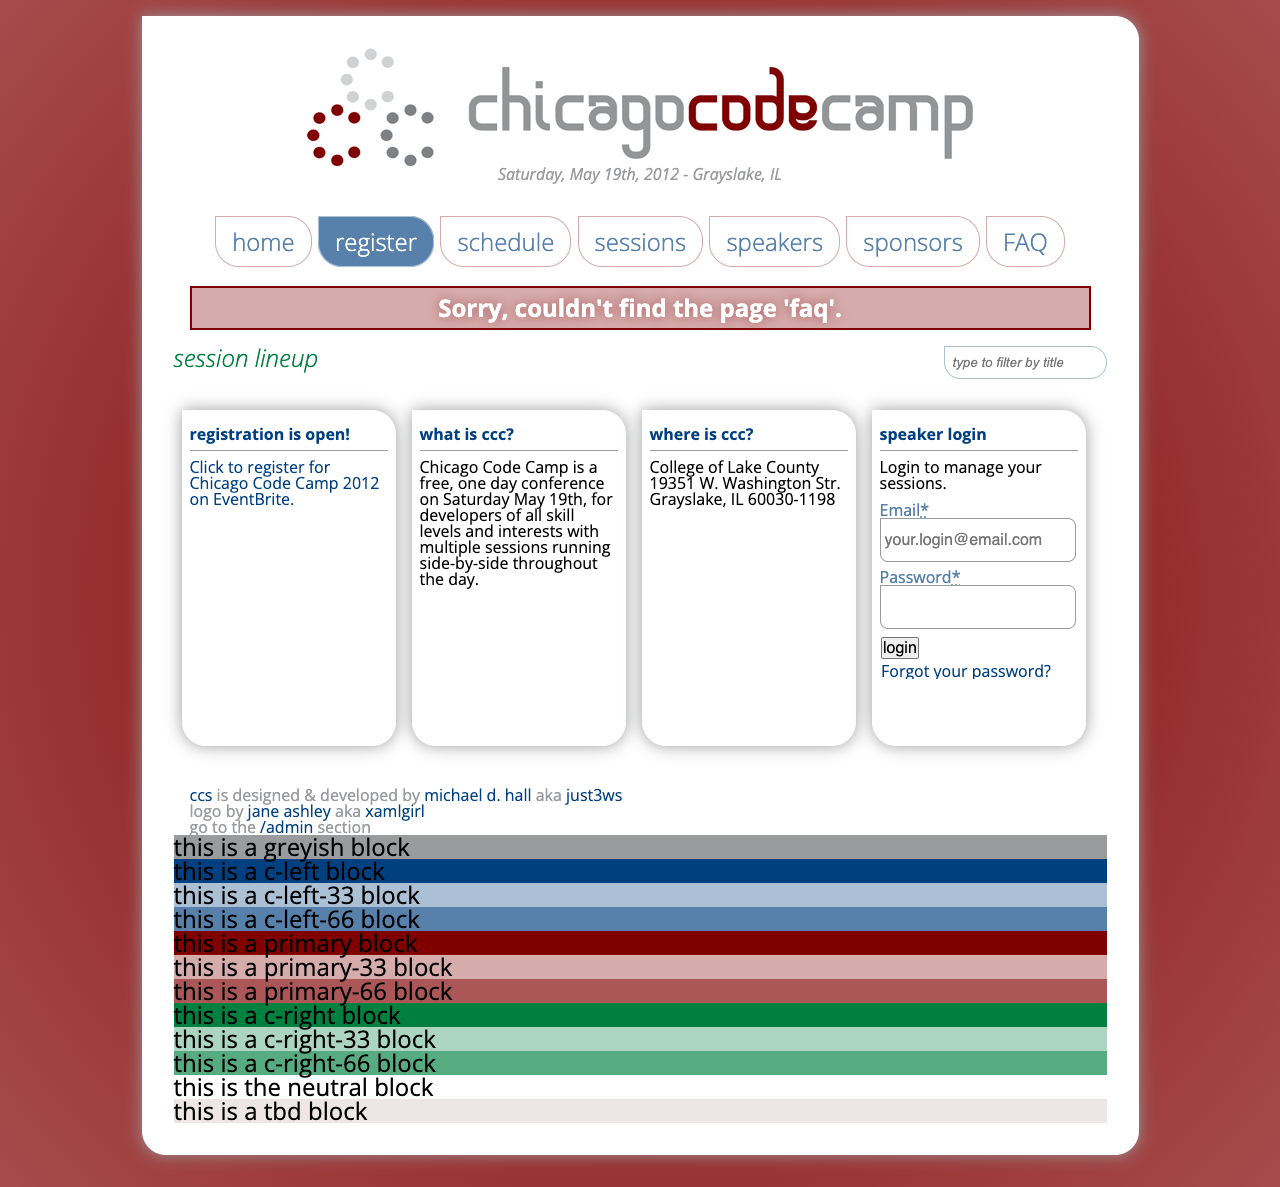 chicagocodecamp
Saturday, May 19th, 2012 - Grayslake, IL
home register schedule sessions speakers sponsors FAQ
Sorry, couldn't find the page 'faq'.
session lineup
type to filter by title
registration is open!
Click to register for
Chicago Code Camp 2012
on EventBrite.
what is ccc?
Chicago Code Camp is a
free, one day conference
on Saturday May 19th, for
developers of all skill
levels and interests with
multiple sessions running
side-by-side throughout
the day.
where is ccc?
College of Lake County
19351 W. Washington Str.
Grayslake, IL 60030-1198
speaker login
Login to manage your
sessions.
Email*
your.login@email.com
Password*
login
Forgot your password?
ccs is designed & developed by michael d. hall aka just3ws
logo by jane ashley aka xamlgirl
go to the /admin section
this is a greyish block
this is a c-left block
this is a c-left-33 block
this is a c-left-66 block
this is a primary block
this is a primary-33 block
this is a primary-66 block
this is a c-right block
this is a c-right-33 block
this is a c-right-66 block
this is the neutral block
this is a tbd block